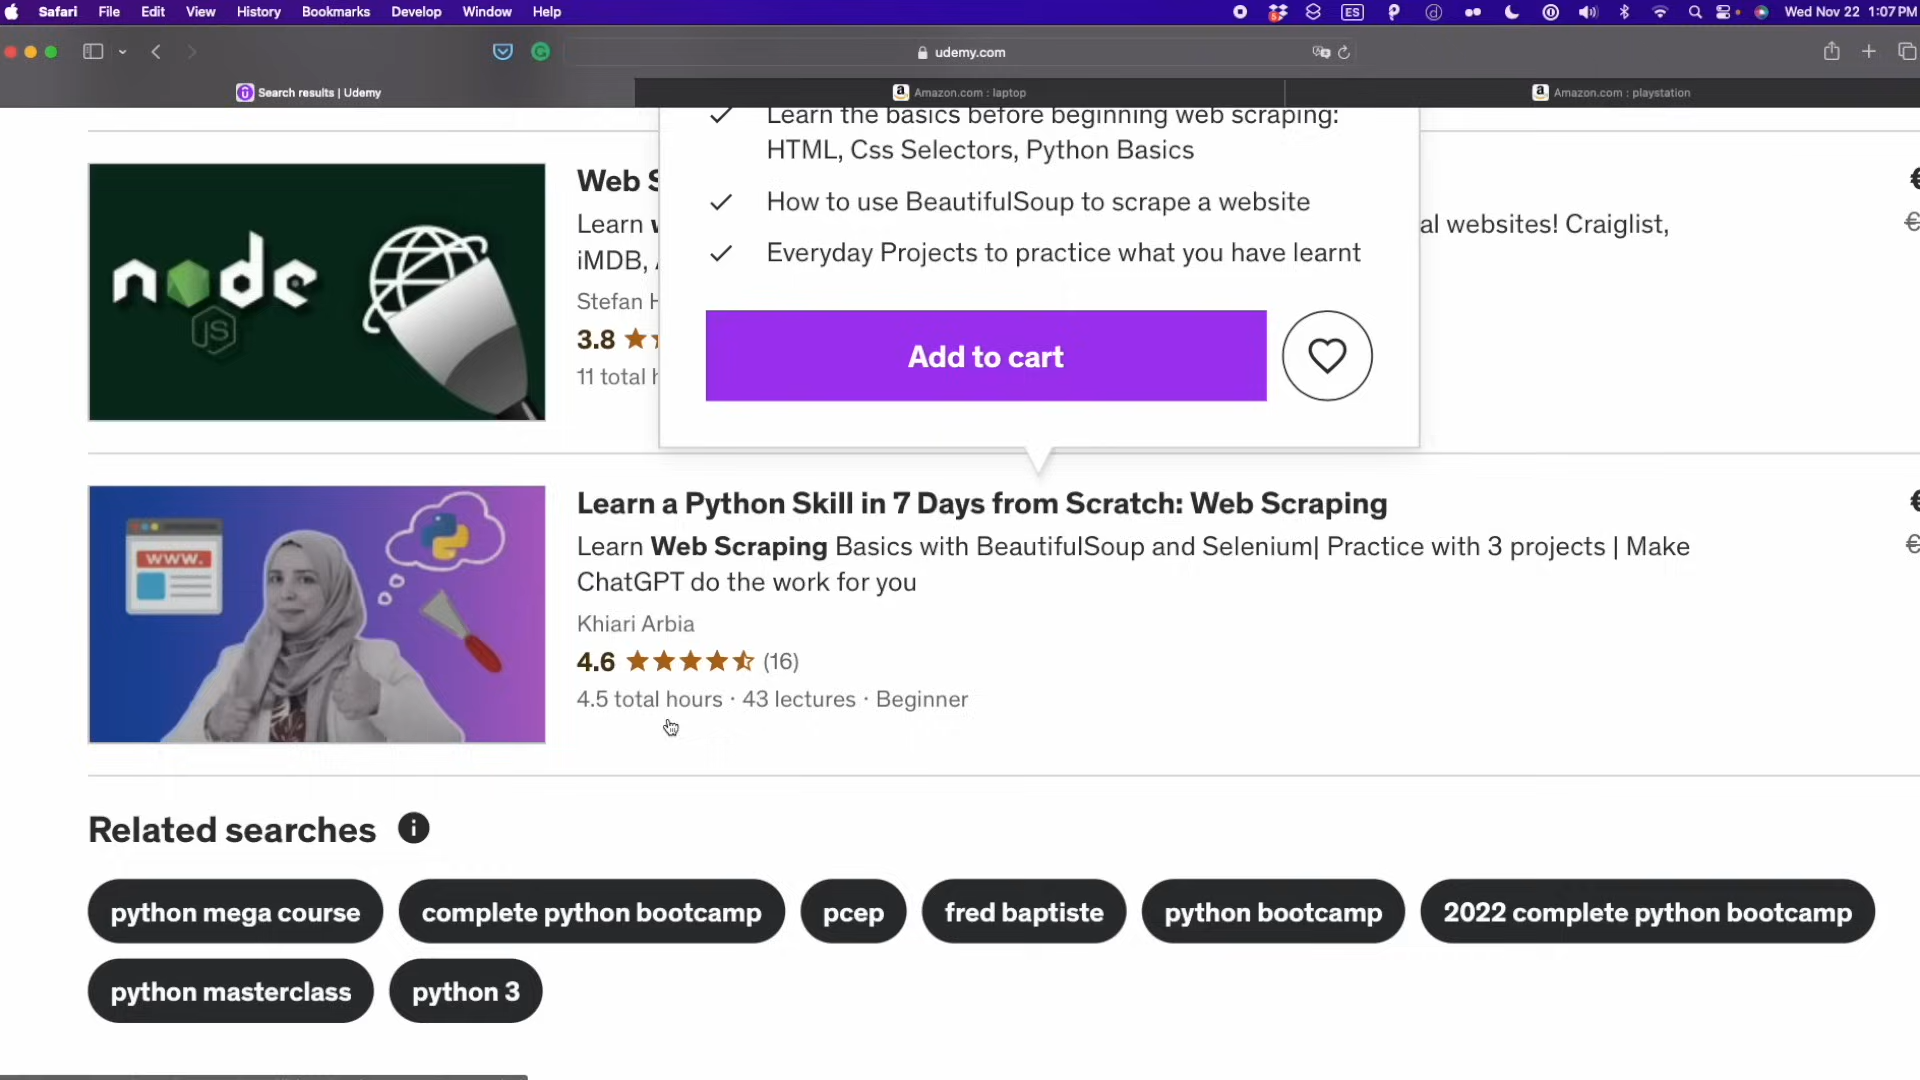 Safari File Edit View History Bookmarks Develop Window Help
ES
Wed Nov 22 1:07 PM
udemy.com
Search results | Udemy
Amazon.com : laptop
Amazon.com : playstation
Learn the basics before beginning web scraping:
HTML, Css Selectors, Python Basics
How to use BeautifulSoup to scrape a website
Everyday Projects to practice what you have learnt
Add to cart
node
JS
Web S
Learn w
al websites! Craiglist,
iMDB, A
Stefan H
3.8
11 total h
€
€
www.
Learn a Python Skill in 7 Days from Scratch: Web Scraping
Learn Web Scraping Basics with BeautifulSoup and Selenium| Practice with 3 projects | Make
ChatGPT do the work for you
Khiari Arbia
4.6 (16)
4.5 total hours · 43 lectures · Beginner
€
€
Related searches
python mega course
complete python bootcamp
pcep
fred baptiste
python bootcamp
2022 complete python bootcamp
python masterclass
python 3